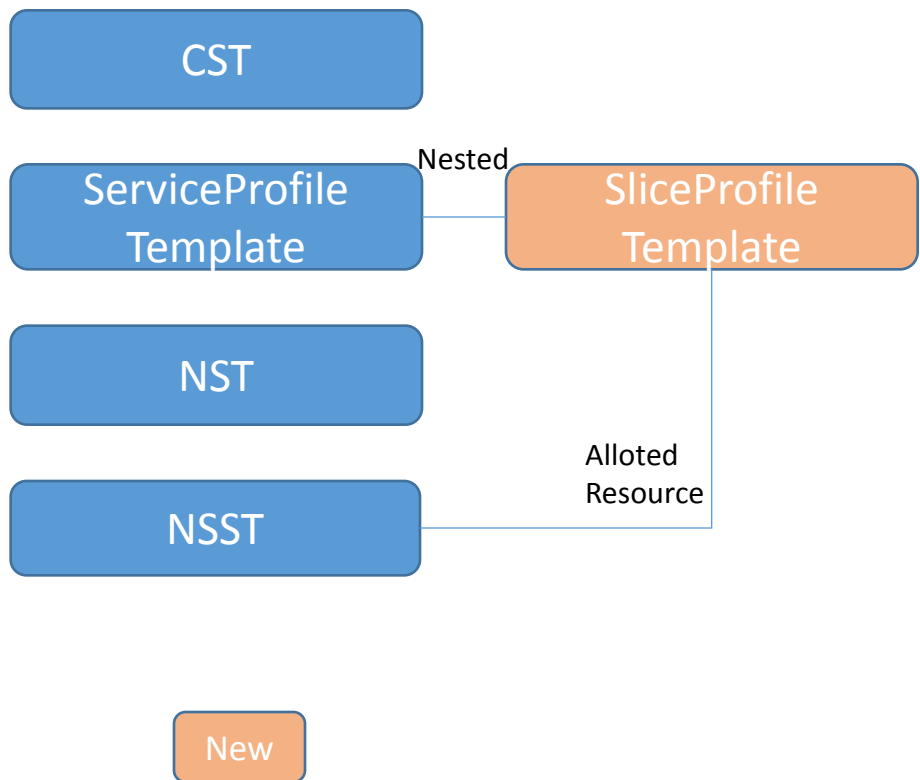 CST
Nested
ServiceProfile
Template
SliceProfile
Template
NST
Alloted
Resource
NSST
New